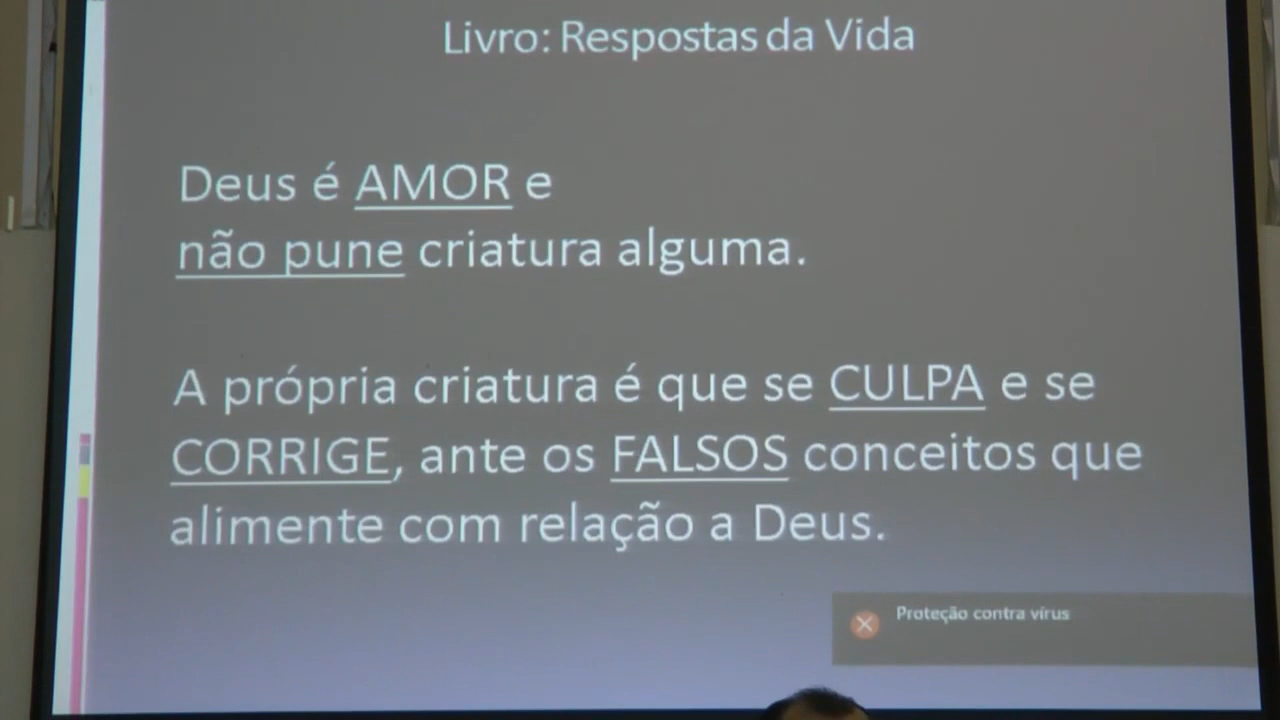 Livro: Respostas da Vida
Deus é AMOR e
não pune criatura alguma.
A própria criatura é que se CULPA e se
CORRIGE, ante os FALSOS conceitos que
alimente com relação a Deus.
Proteção contra vírus